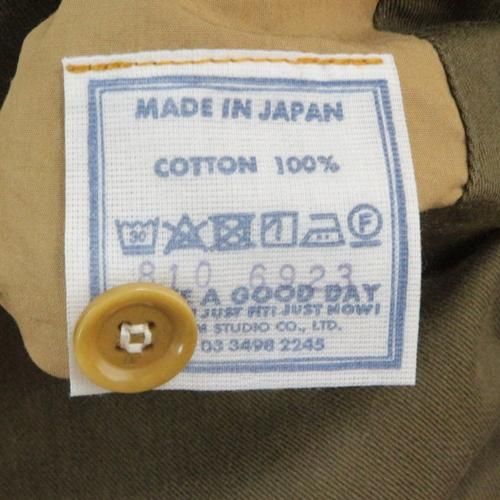 MADE IN JAPAN
COTTON 100%
30 F
810 6923
A GOOD DAY
JUST FIT! JUST NOW!
M STUDIO CO., LTD.
03 3498 2245